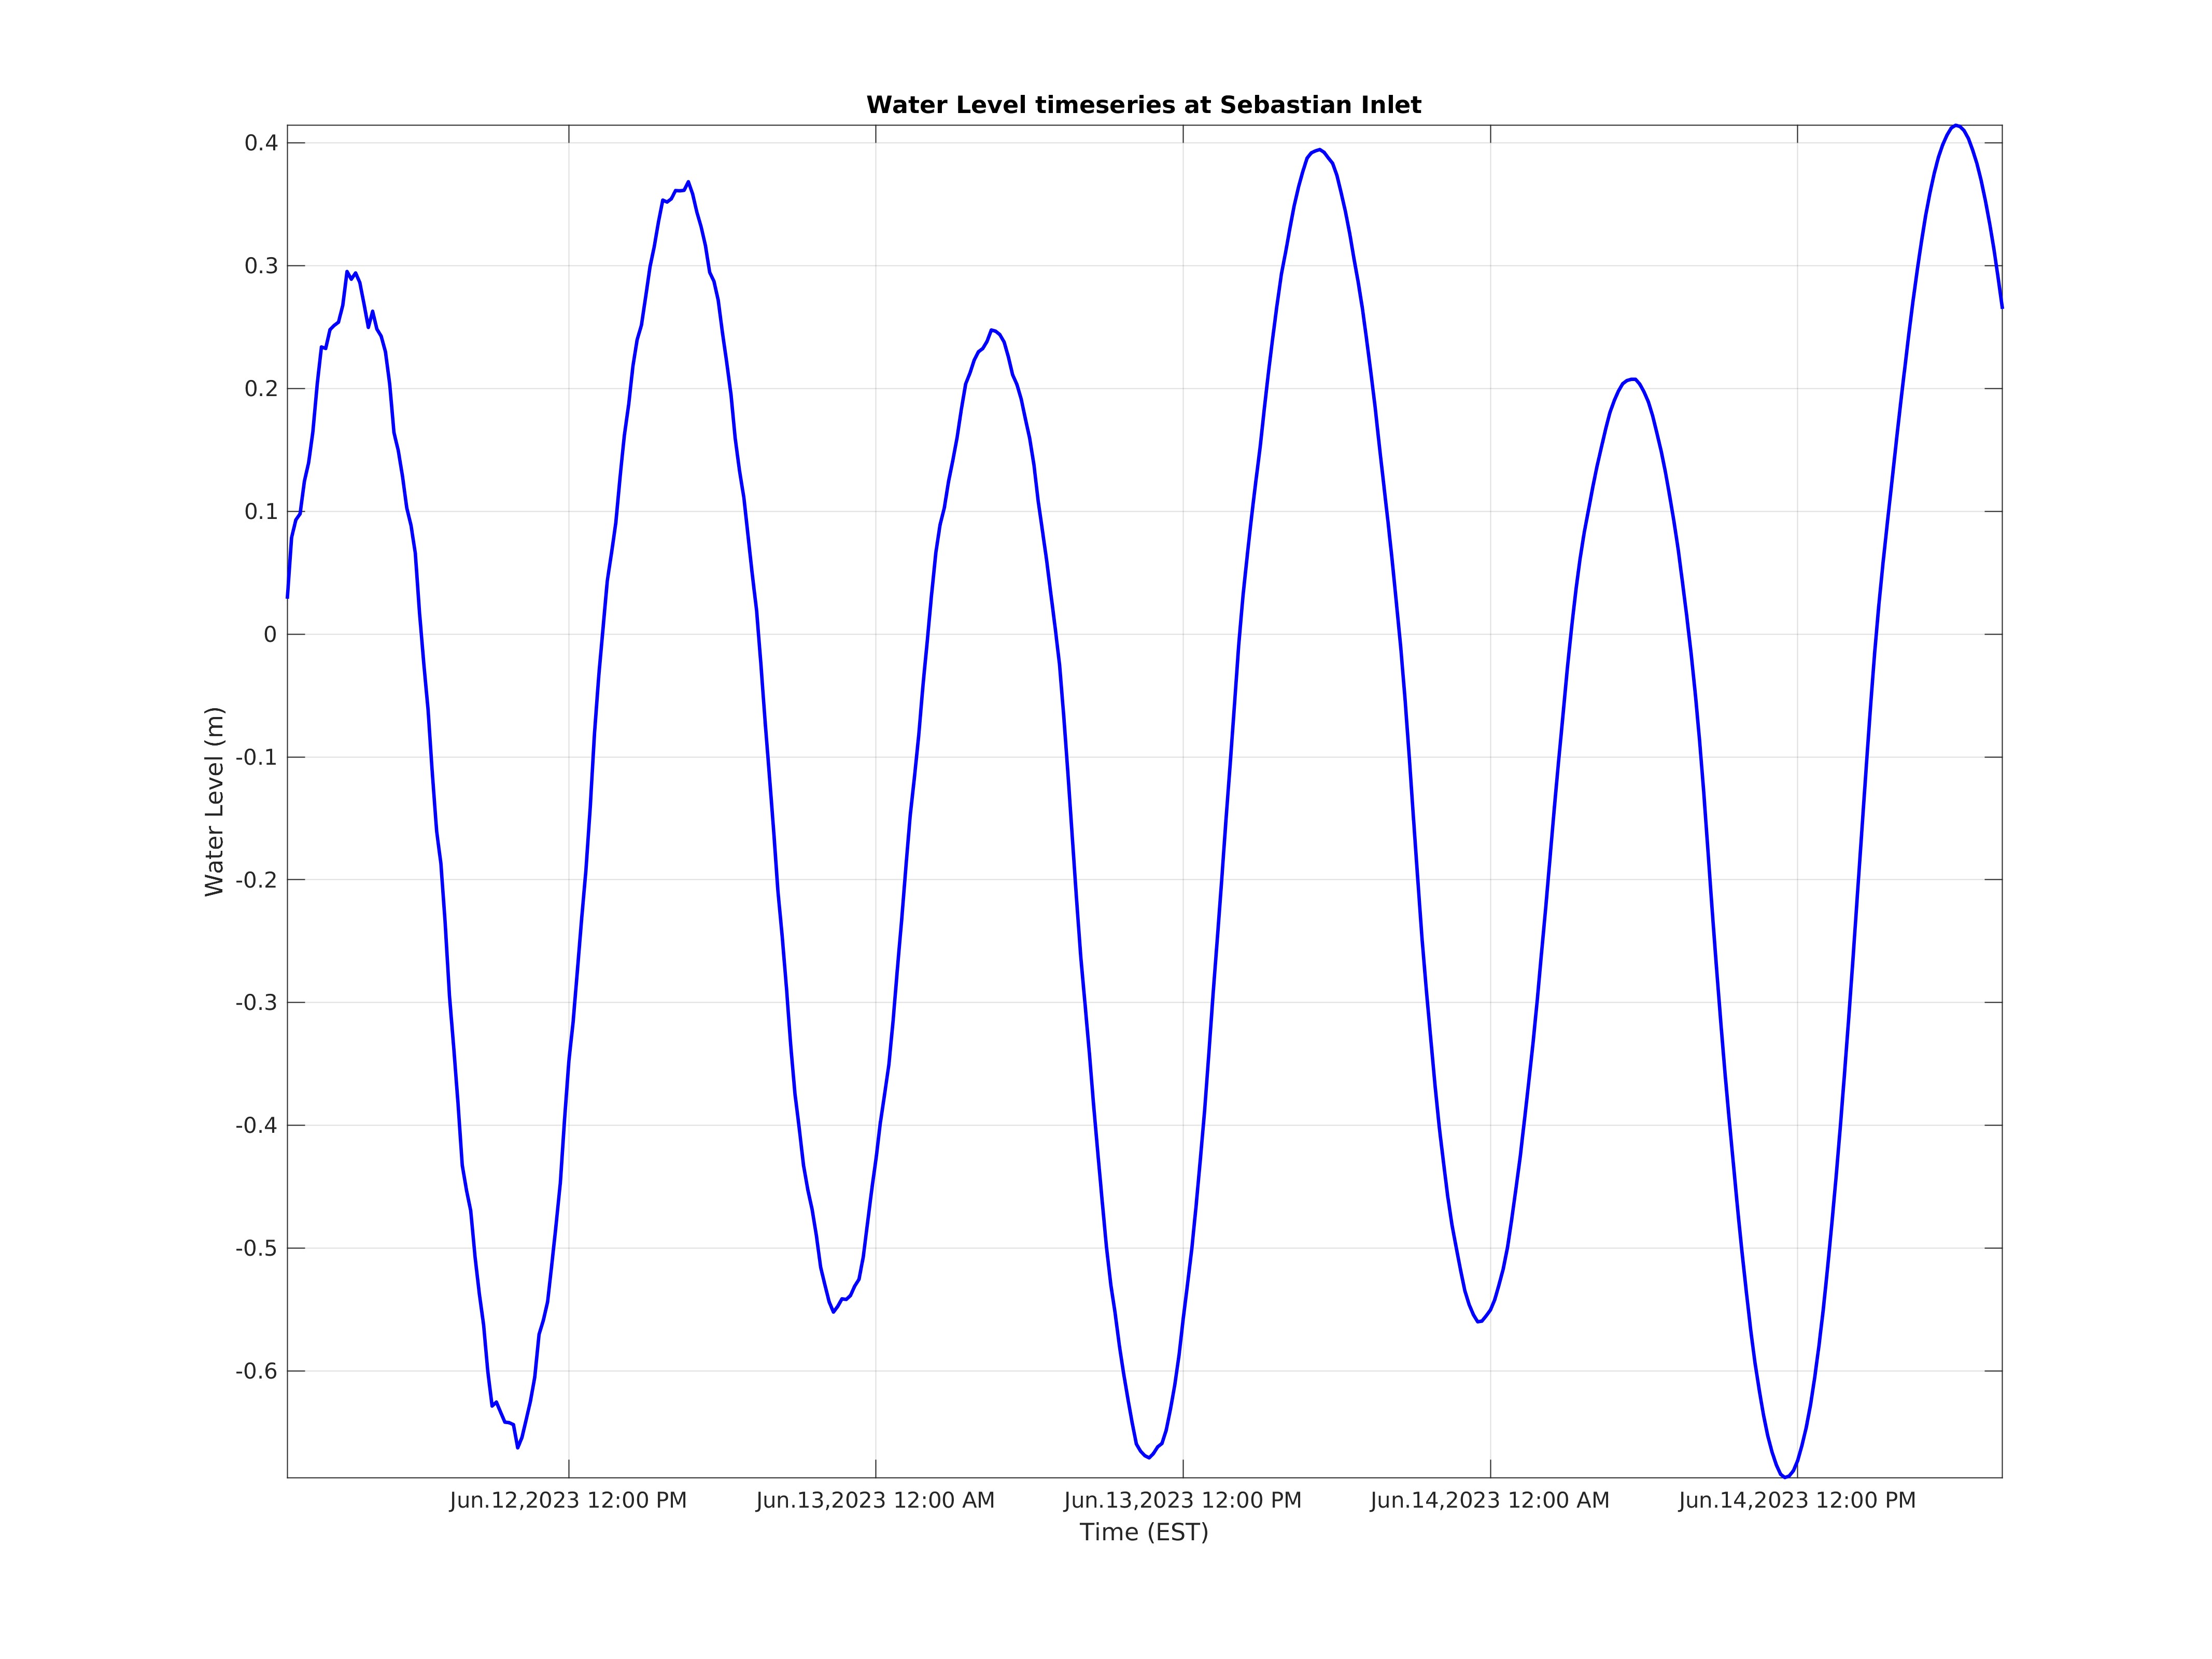 Water Level timeseries at Sebastian Inlet
0.4
0.3
0.2
0.1
0
-0.1
-0.2
-0.3
-0.4
-0.5
-0.6
Water Level (m)
Jun.12,2023 12:00 PM
Jun.13,2023 12:00 AM
Jun.13,2023 12:00 PM
Jun.14,2023 12:00 AM
Jun.14,2023 12:00 PM
Time (EST)